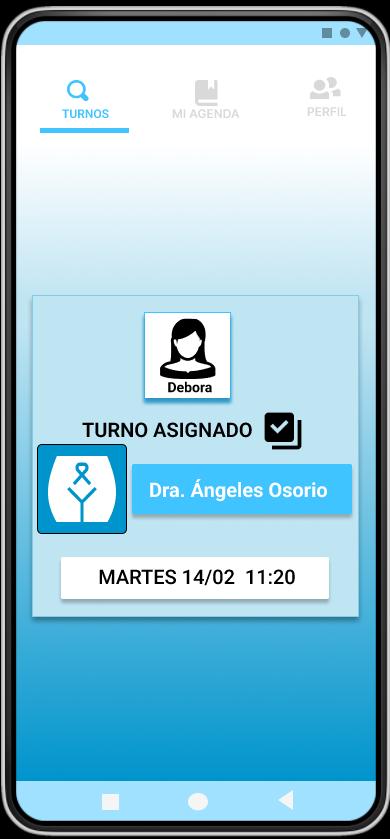 TURNOS
MI AGENDA
PERFIL
Debora
TURNO ASIGNADO
Dra. Ángeles Osorio
MARTES 14/02 11:20